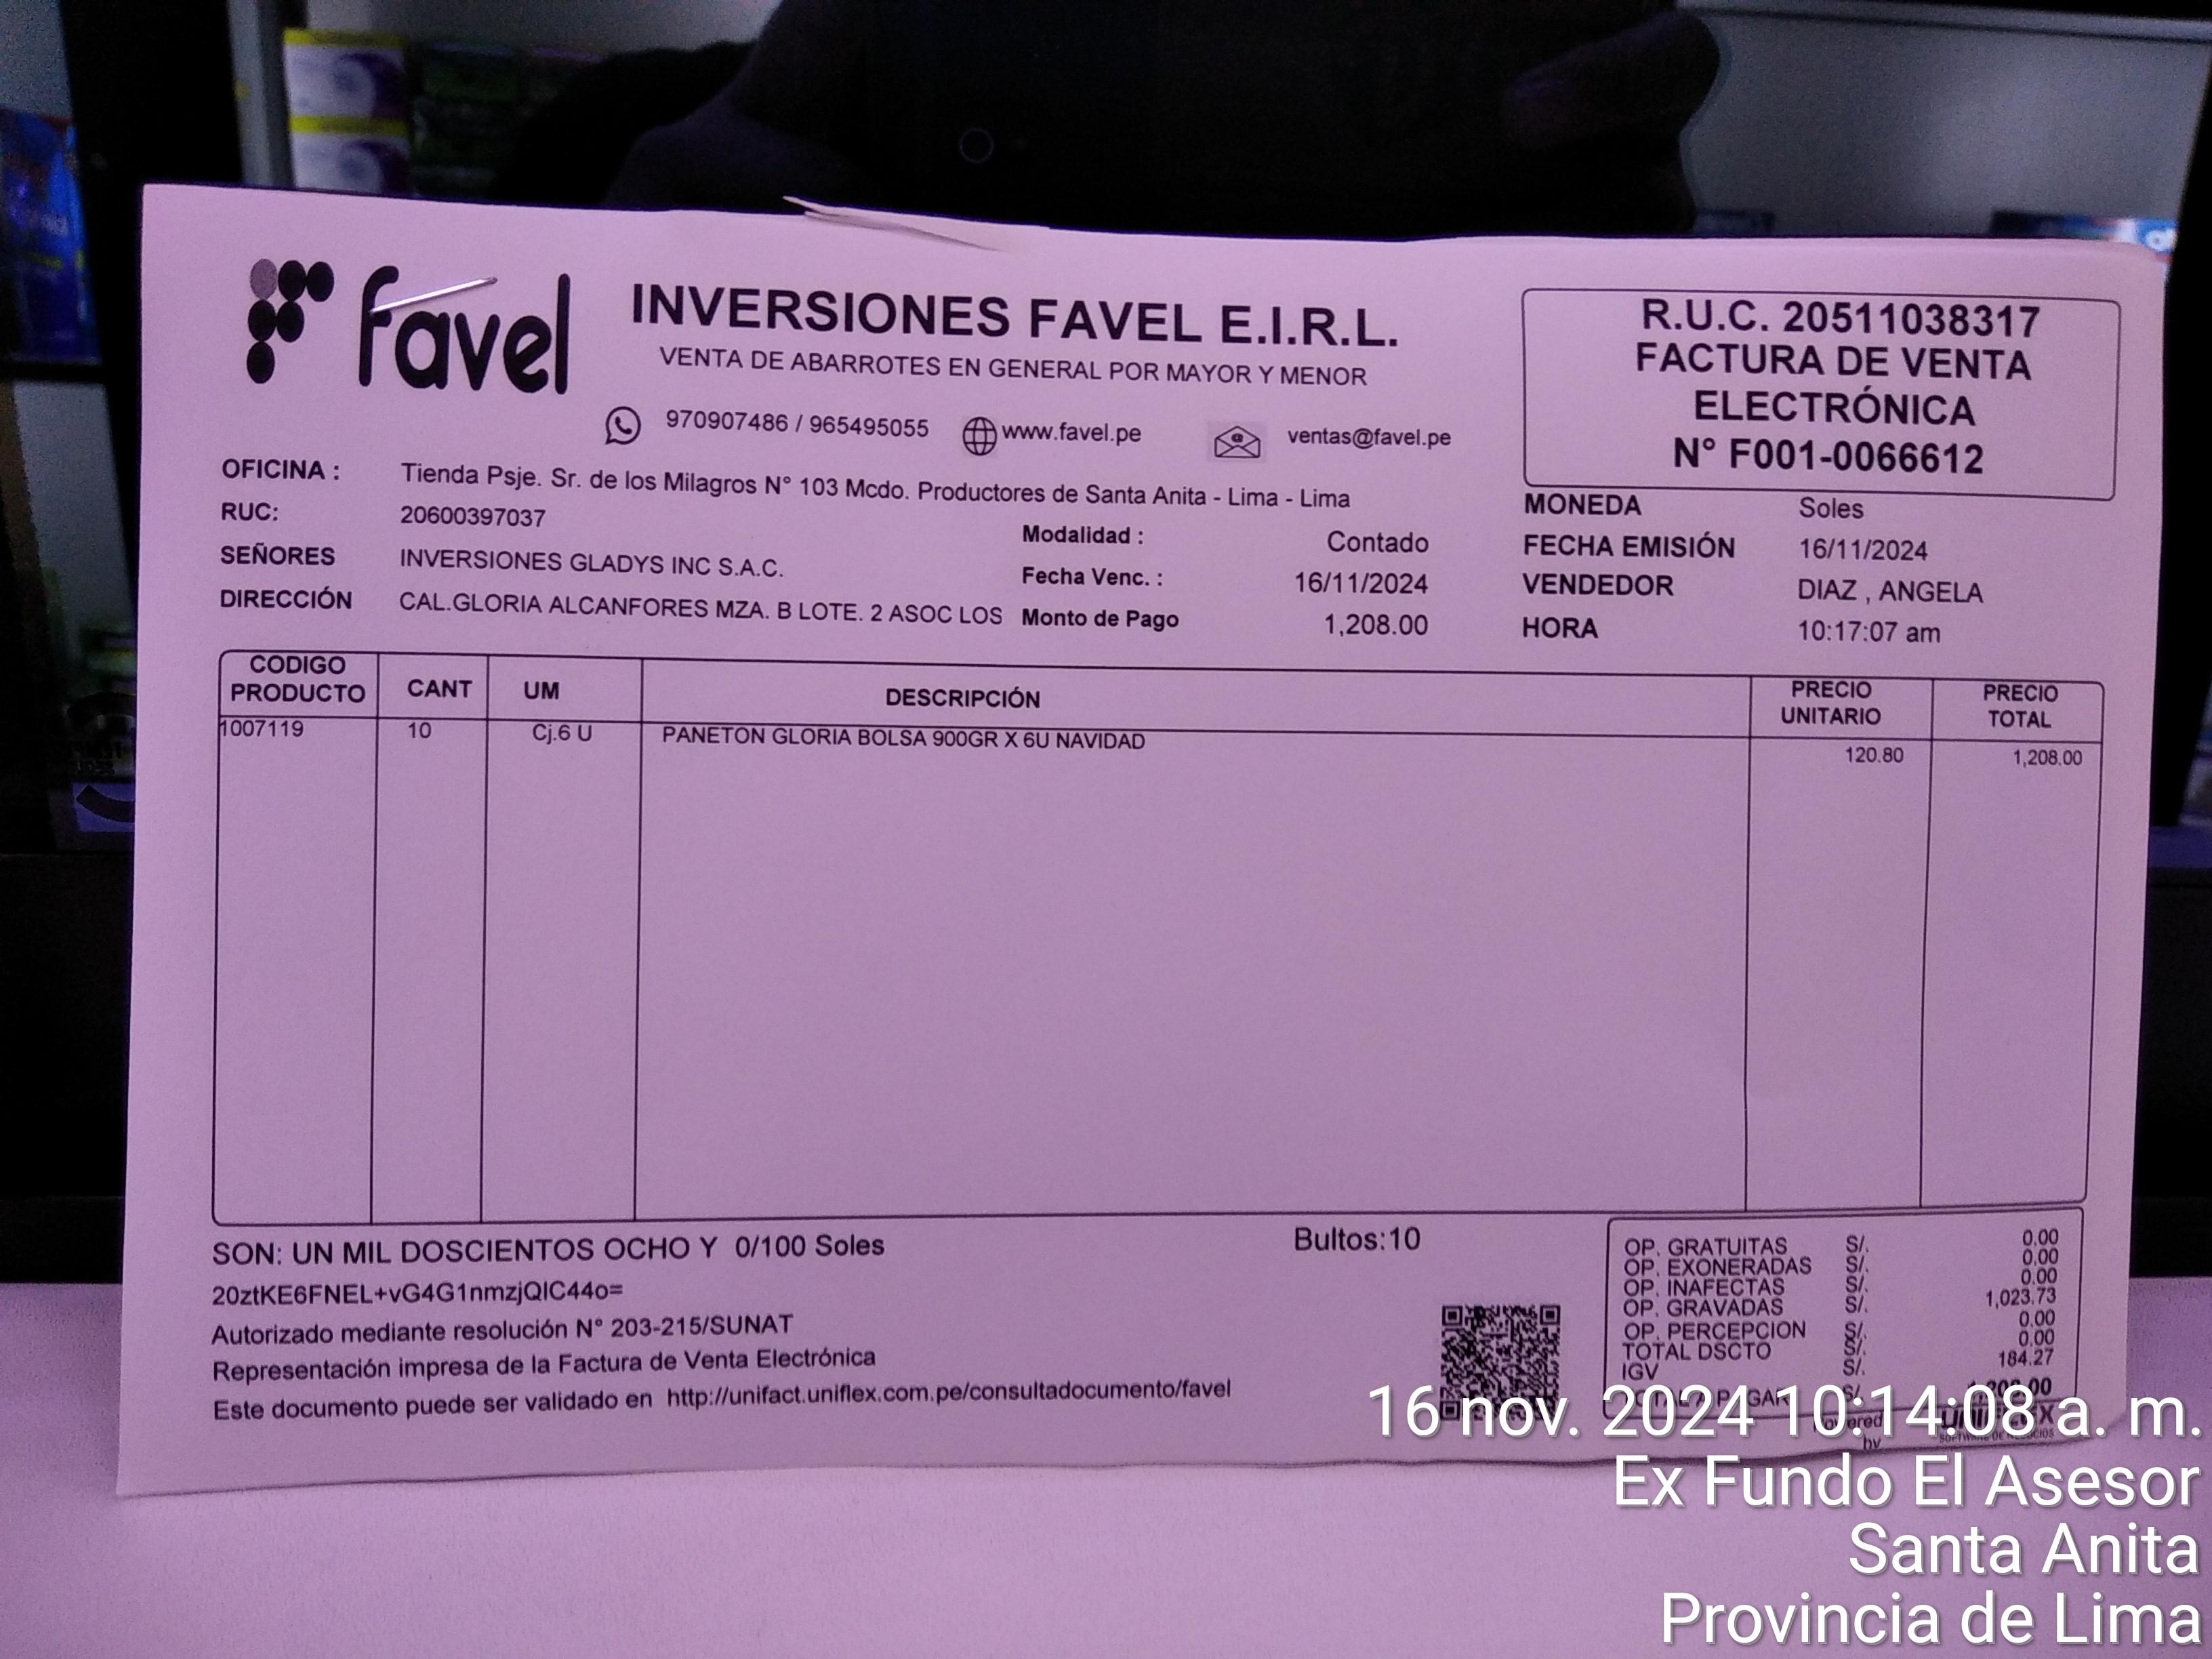 favel
INVERSIONES FAVEL E.I.R.L.
VENTA DE ABARROTES EN GENERAL POR MAYOR Y MENOR
970907486 / 965495055 www.favel.pe ventas@favel.pe
R.U.C. 20511038317
FACTURA DE VENTA
ELECTRÓNICA
N° F001-0066612
OFICINA : Tienda Psje. Sr. de los Milagros N° 103 Mcdo. Productores de Santa Anita - Lima - Lima
RUC: 20600397037
SEÑORES INVERSIONES GLADYS INC S.A.C.
DIRECCIÓN CAL.GLORIA ALCANFORES MZA. B LOTE. 2 ASOC LOS
Modalidad : Contado
Fecha Venc. : 16/11/2024
Monto de Pago 1,208.00
MONEDA Soles
FECHA EMISIÓN 16/11/2024
VENDEDOR DIAZ , ANGELA
HORA 10:17:07 am
CODIGO PRODUCTO CANT UM DESCRIPCIÓN PRECIO UNITARIO PRECIO TOTAL
1007119 10 Cj.6 U PANETON GLORIA BOLSA 900GR X 6U NAVIDAD 120.80 1,208.00
SON: UN MIL DOSCIENTOS OCHO Y 0/100 Soles
Bultos:10
20ztKE6FNEL+vG4G1nmzjQIC44o=
Autorizado mediante resolución N° 203-215/SUNAT
Representación impresa de la Factura de Venta Electrónica
Este documento puede ser validado en http://unifact.uniflex.com.pe/consultadocumento/favel
OP. GRATUITAS S/. 0.00
OP. EXONERADAS S/. 0.00
OP. INAFECTAS S/. 0.00
OP. GRAVADAS S/. 1,023.73
OP. PERCEPCION S/. 0.00
TOTAL DSCTO S/. 0.00
IGV S/. 184.27
TOTAL A PAGAR S/. 1,208.00
Powered by
16 nov. 2024 10:14:08 a. m.
Ex Fundo El Asesor
Santa Anita
Provincia de Lima